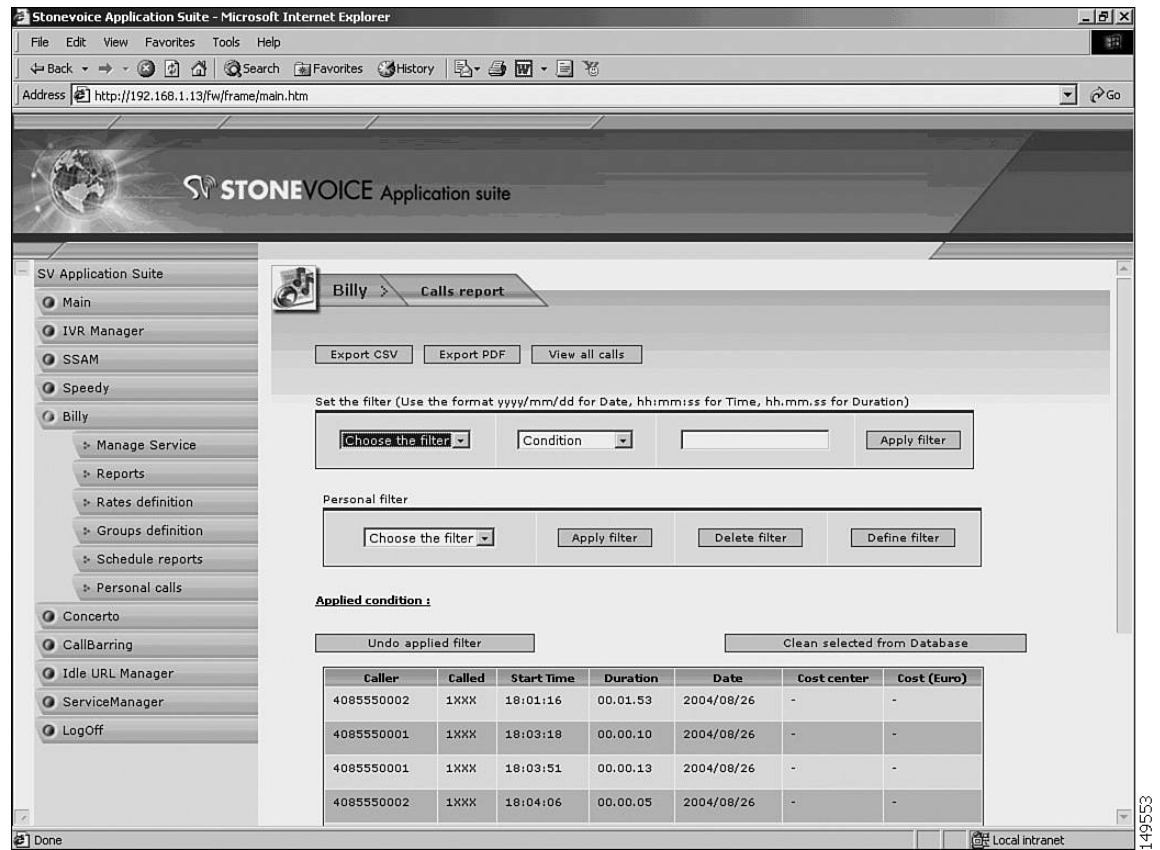 Stonevoice Application Suite - Microsoft Internet Explorer
File Edit View Favorites Tools Help
Back Search Favorites History
Address http://192.168.1.13/fw/frame/main.htm Go
SV STONEVOICE Application suite
SV Application Suite
Main
IVR Manager
SSAM
Speedy
Billy
Manage Service
Reports
Rates definition
Groups definition
Schedule reports
Personal calls
Concerto
CallBarring
Idle URL Manager
ServiceManager
LogOff
Billy > Calls report
Export CSV Export PDF View all calls
Set the filter (Use the format yyyy/mm/dd for Date, hh:mm:ss for Time, hh.mm.ss for Duration)
Choose the filter Condition Apply filter
Personal filter
Choose the filter Apply filter Delete filter Define filter
Applied condition :
Undo applied filter Clean selected from Database
Caller Called Start Time Duration Date Cost center Cost (Euro)
4085550002 1XXX 18:01:16 00.01.53 2004/08/26 - -
4085550001 1XXX 18:03:18 00.00.10 2004/08/26 - -
4085550001 1XXX 18:03:51 00.00.13 2004/08/26 - -
4085550002 1XXX 18:04:06 00.00.05 2004/08/26 - -
Done Local intranet
149553